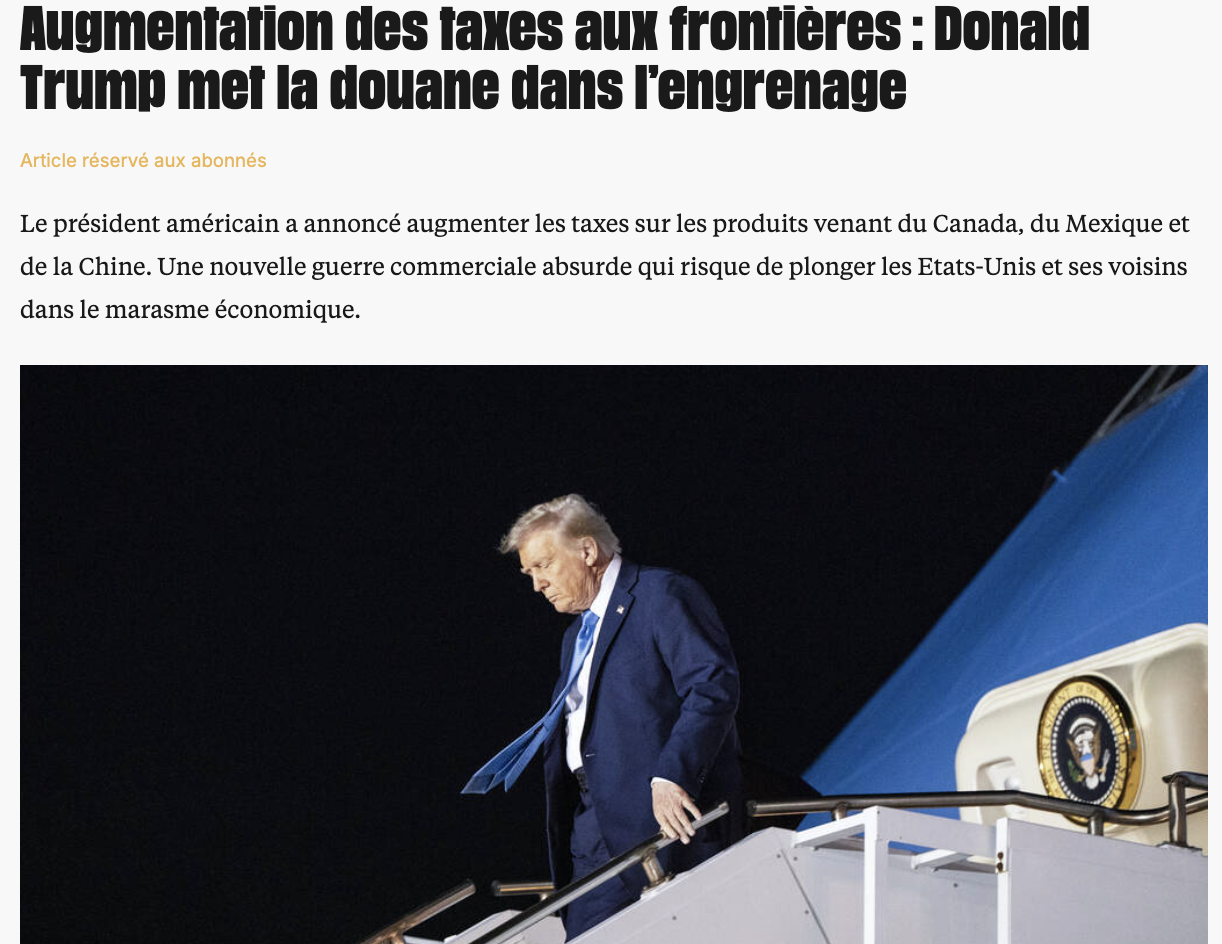 Augmentation des taxes aux frontières : Donald
Trump met la douane dans l’engrenage
Article réservé aux abonnés
Le président américain a annoncé augmenter les taxes sur les produits venant du Canada, du Mexique et
de la Chine. Une nouvelle guerre commerciale absurde qui risque de plonger les Etats-Unis et ses voisins
dans le marasme économique.